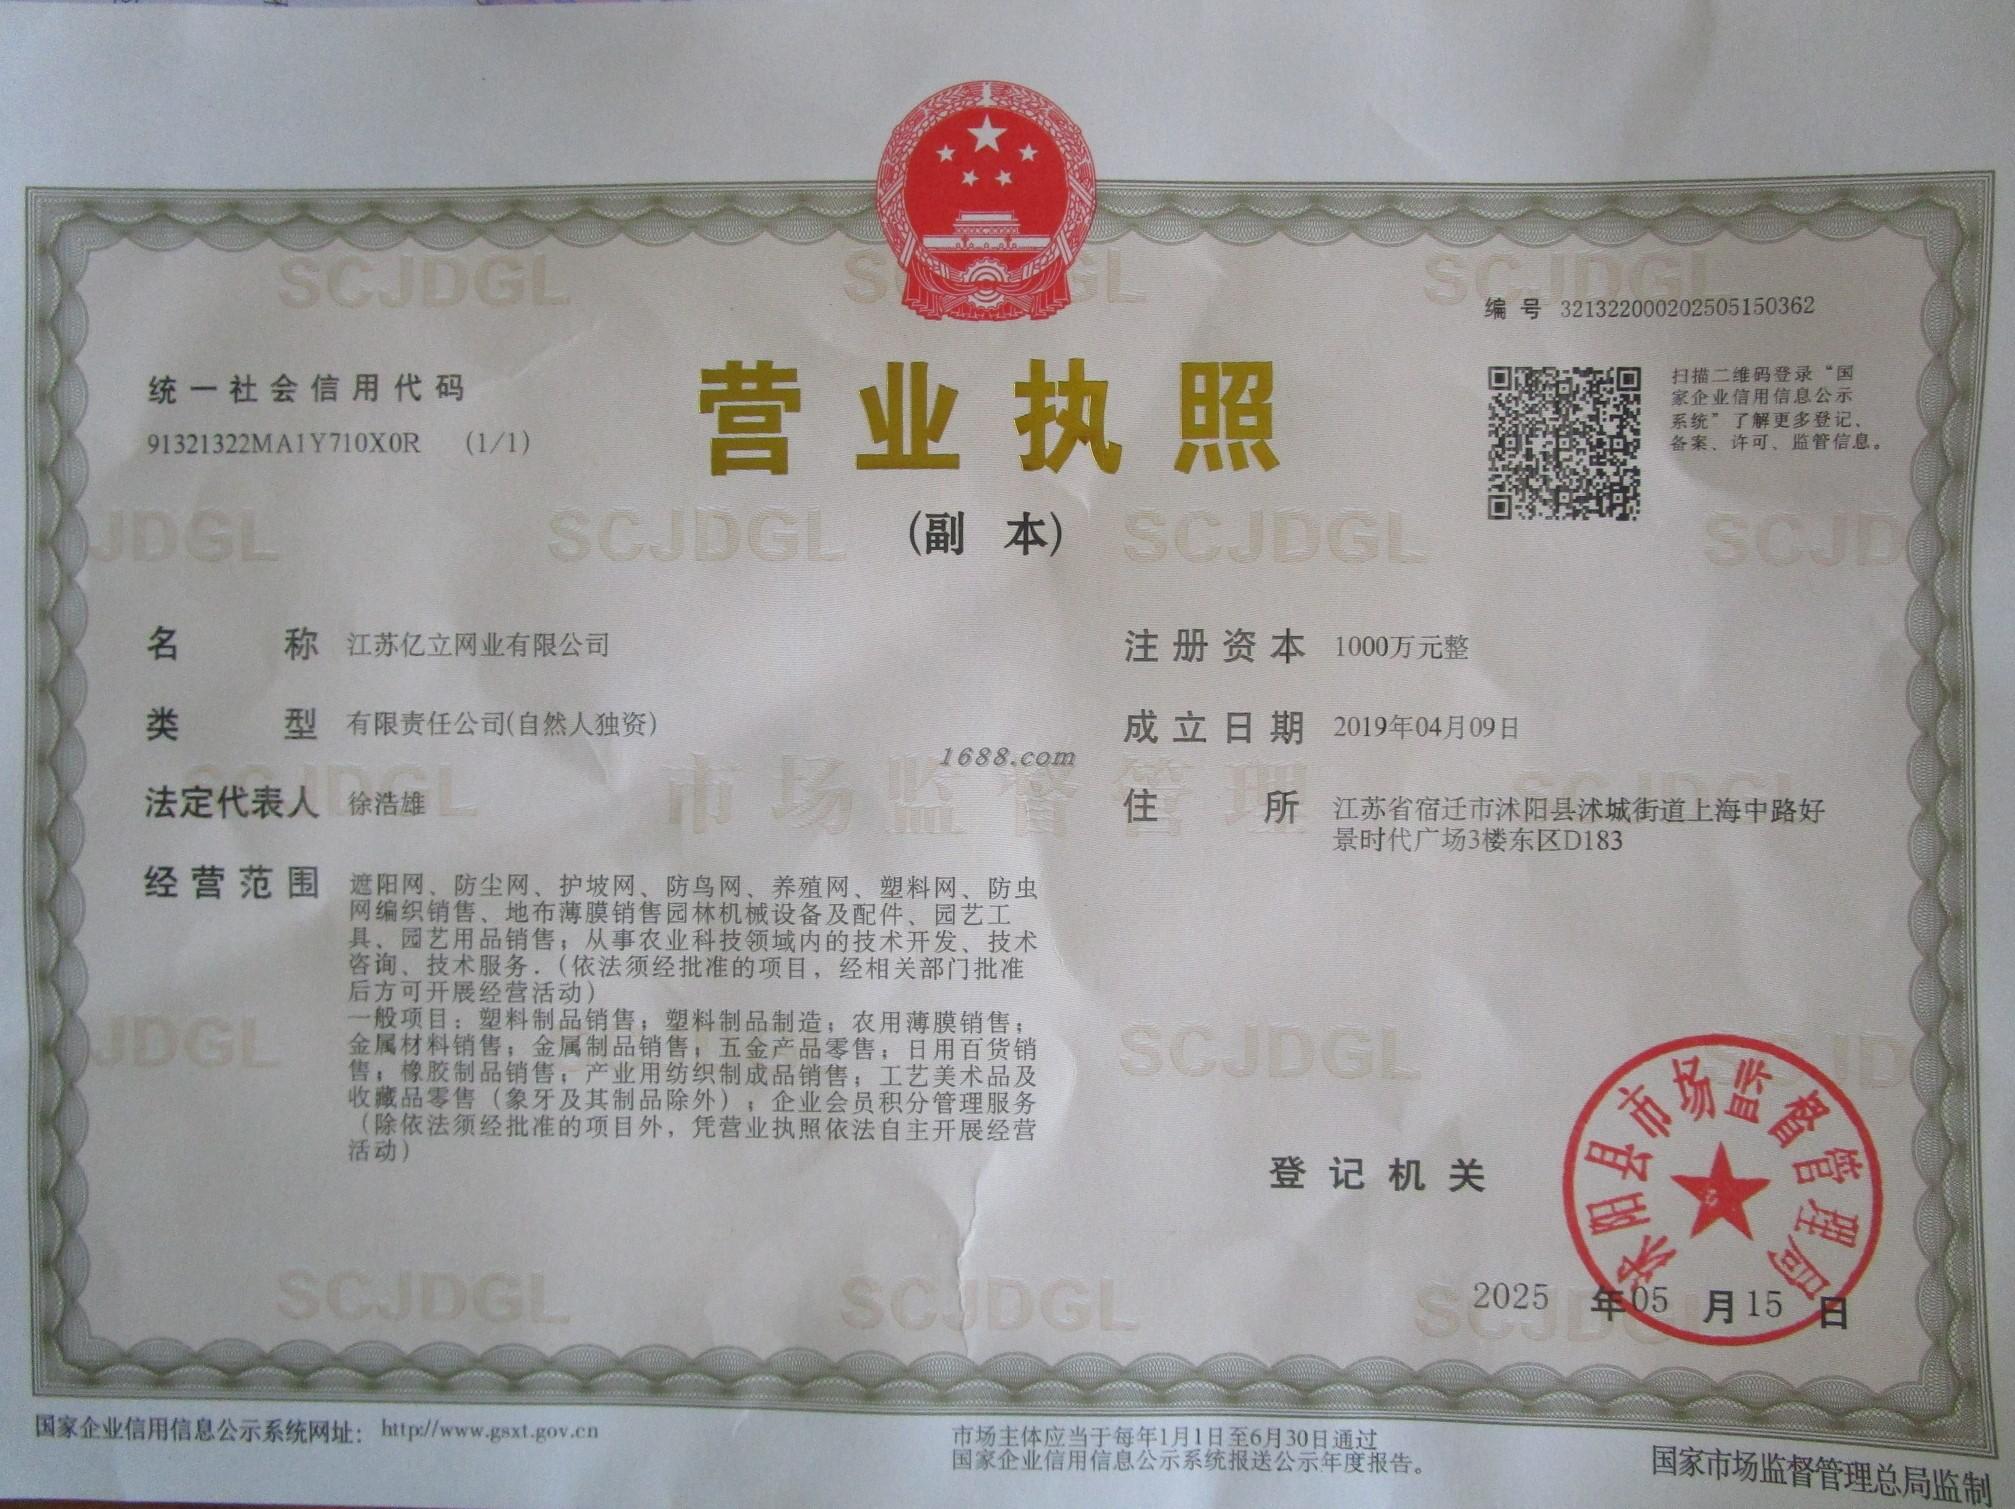 编号 321322000202505150362
统一社会信用代码
91321322MA1Y710X0R (1/1)
营业执照
(副 本)
扫描二维码登录“国
家企业信用信息公示
系统”了解更多登记、
备案、许可、监管信息。
名称 江苏亿立网业有限公司
类型 有限责任公司(自然人独资)
法定代表人 徐浩雄
经营范围 遮阳网、防尘网、护坡网、防鸟网、养殖网、塑料网、防虫
网编织销售、地布薄膜销售园林机械设备及配件、园艺工
具、园艺用品销售；从事农业科技领域内的技术开发、技术
咨询、技术服务.（依法须经批准的项目，经相关部门批准
后方可开展经营活动）
一般项目：塑料制品销售；塑料制品制造；农用薄膜销售；
金属材料销售；金属制品销售；五金产品零售；日用百货销
售；橡胶制品销售；产业用纺织制成品销售；工艺美术品及
收藏品零售（象牙及其制品除外）；企业会员积分管理服务
（除依法须经批准的项目外，凭营业执照依法自主开展经营
活动）
注册资本 1000万元整
成立日期 2019年04月09日
住所 江苏省宿迁市沭阳县沭城街道上海中路好
景时代广场3楼东区D183
1688.com
市场监督管理
SCJDGL
登记机关
沭阳县市场监督管理局
2025 年05 月15 日
国家企业信用信息公示系统网址： http://www.gsxt.gov.cn
市场主体应当于每年1月1日至6月30日通过
国家企业信用信息公示系统报送公示年度报告。
国家市场监督管理总局监制